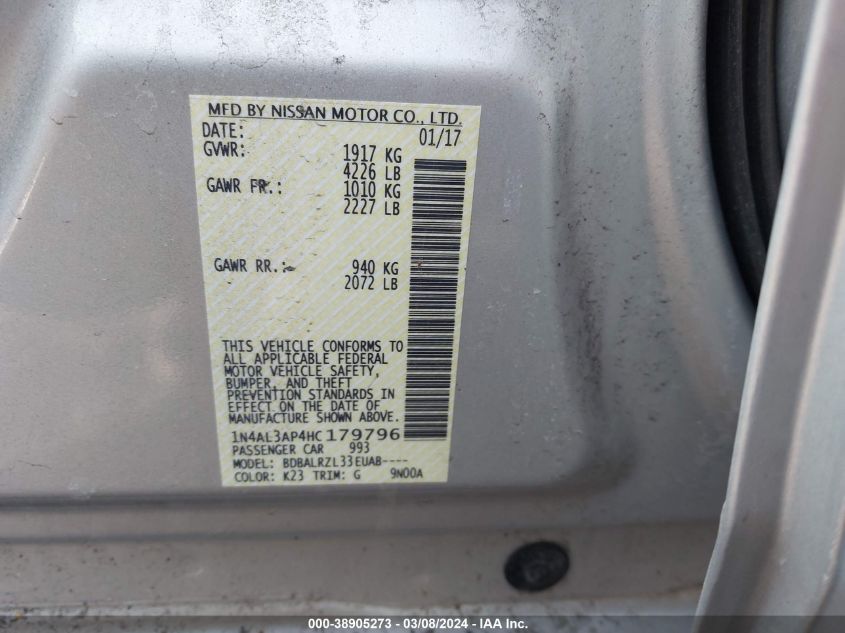 MFD BY NISSAN MOTOR CO., LTD.
DATE: 01/17
GVWR: 1917 KG
4226 LB
GAWR FR.: 1010 KG
2227 LB
GAWR RR.: 940 KG
2072 LB
THIS VEHICLE CONFORMS TO
ALL APPLICABLE FEDERAL
MOTOR VEHICLE SAFETY,
BUMPER, AND THEFT
PREVENTION STANDARDS IN
EFFECT ON THE DATE OF
MANUFACTURE SHOWN ABOVE.
1N4AL3AP4HC179796
PASSENGER CAR 993
MODEL: BDBALRZL33EUAB----
COLOR: K23 TRIM: G 9N00A
000-38905273 - 03/08/2024 - IAA Inc.